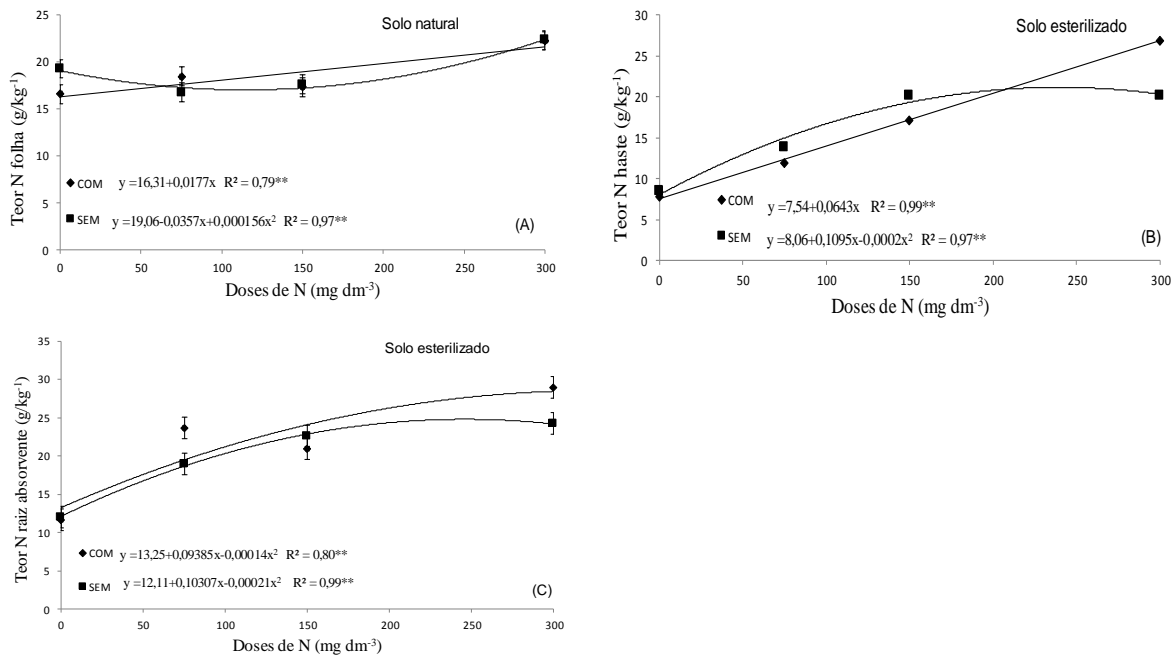 Solo natural
Teor N folha (g/kg⁻¹)
25
20
15
10
5
0
COM y =16,31+0,0177x R² = 0,79**
SEM y =19,06-0,0357x+0,000156x² R² = 0,97**
(A)
0 50 100 150 200 250 300
Doses de N (mg dm⁻³)
Solo esterilizado
Teor N haste (g/kg⁻¹)
30
25
20
15
10
5
0
COM y =7,54+0,0643x R² = 0,99**
SEM y =8,06+0,1095x-0,0002x² R² = 0,97**
(B)
0 50 100 150 200 250 300
Doses de N (mg dm⁻³)
Solo esterilizado
Teor N raiz absorvente (g/kg⁻¹)
35
30
25
20
15
10
5
0
COM y =13,25+0,09385x-0,00014x² R² = 0,80**
SEM y =12,11+0,10307x-0,00021x² R² = 0,99**
(C)
0 50 100 150 200 250 300
Doses de N (mg dm⁻³)